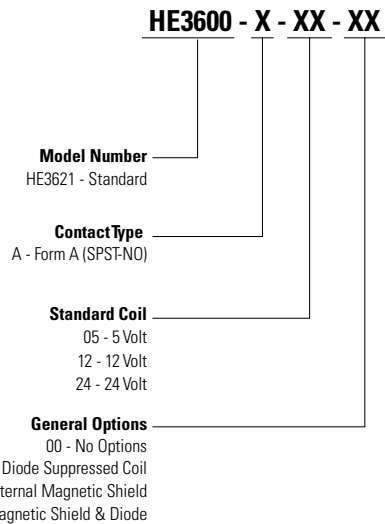 HE3600 - X - XX - XX
Model Number
HE3621 - Standard
Contact Type
A - Form A (SPST-NO)
Standard Coil
05 - 5 Volt
12 - 12 Volt
24 - 24 Volt
General Options
00 - No Options
Diode Suppressed Coil
Magnetic Shield
Shield & Diode